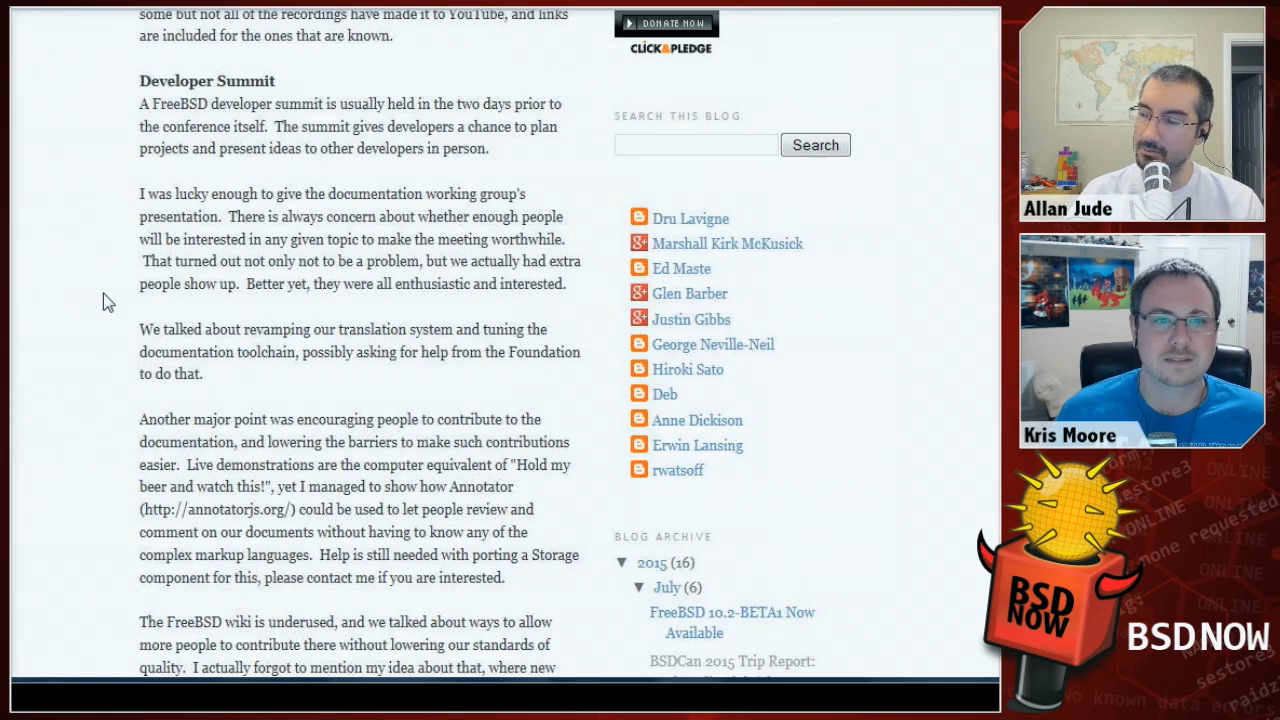 some but not all of the recordings have made it to YouTube, and links
are included for the ones that are known.
Developer Summit
A FreeBSD developer summit is usually held in the two days prior to
the conference itself.  The summit gives developers a chance to plan
projects and present ideas to other developers in person.
I was lucky enough to give the documentation working group's
presentation.  There is always concern about whether enough people
will be interested in any given topic to make the meeting worthwhile.
That turned out not only not to be a problem, but we actually had extra
people show up.  Better yet, they were all enthusiastic and interested.
We talked about revamping our translation system and tuning the
documentation toolchain, possibly asking for help from the Foundation
to do that.
Another major point was encouraging people to contribute to the
documentation, and lowering the barriers to make such contributions
easier.  Live demonstrations are the computer equivalent of "Hold my
beer and watch this!", yet I managed to show how Annotator
(http://annotatorjs.org/) could be used to let people review and
comment on our documents without having to know any of the
complex markup languages.  Help is still needed with porting a Storage
component for this, please contact me if you are interested.
The FreeBSD wiki is underused, and we talked about ways to allow
more people to contribute there without lowering our standards of
quality.  I actually forgot to mention my idea about that, where new
DONATE NOW
CLICK&PLEDGE
SEARCH THIS BLOG
Search
Dru Lavigne
Marshall Kirk McKusick
Ed Maste
Glen Barber
Justin Gibbs
George Neville-Neil
Hiroki Sato
Deb
Anne Dickison
Erwin Lansing
rwatsoff
BLOG ARCHIVE
▼ 2015 (16)
▼ July (6)
FreeBSD 10.2-BETA1 Now
Available
BSDCan 2015 Trip Report:
Allan Jude
Kris Moore
BSD
NOW
BSD NOW
ONLINE
ONLINE
ONLINE
none requested
No known data